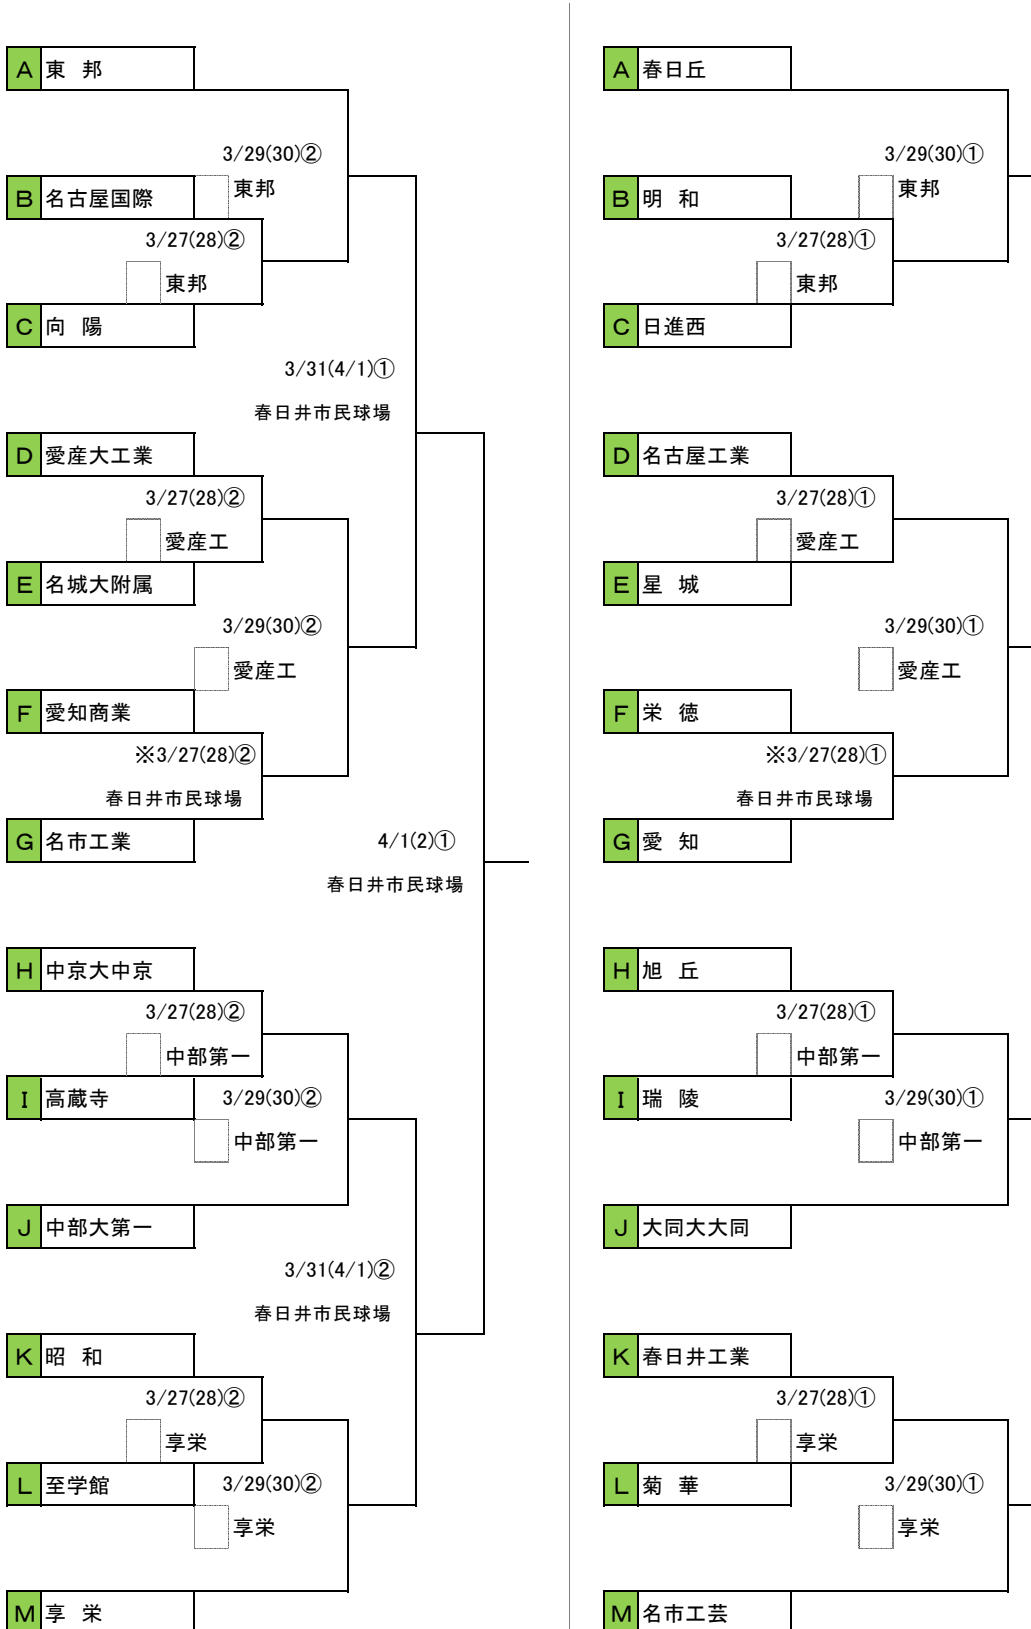 A 東 邦
3/29(30)②
B 名古屋国際
東邦
3/27(28)②
東邦
C 向 陽
3/31(4/1)①
春日井市民球場
D 愛産大工業
3/27(28)②
愛産工
E 名城大附属
3/29(30)②
愛産工
F 愛知商業
※3/27(28)②
春日井市民球場
G 名市工業
4/1(2)①
春日井市民球場
H 中京大中京
3/27(28)②
中部第一
I 高蔵寺
3/29(30)②
中部第一
J 中部大第一
3/31(4/1)②
春日井市民球場
K 昭 和
3/27(28)②
享栄
L 至学館
3/29(30)②
享栄
M 享 栄
A 春日丘
3/29(30)①
B 明 和
東邦
3/27(28)①
東邦
C 日進西
D 名古屋工業
3/27(28)①
愛産工
E 星 城
3/29(30)①
愛産工
F 栄 徳
※3/27(28)①
春日井市民球場
G 愛 知
H 旭 丘
3/27(28)①
中部第一
I 瑞 陵
3/29(30)①
中部第一
J 大同大大同
K 春日井工業
3/27(28)①
享栄
L 菊 華
3/29(30)①
享栄
M 名市工芸